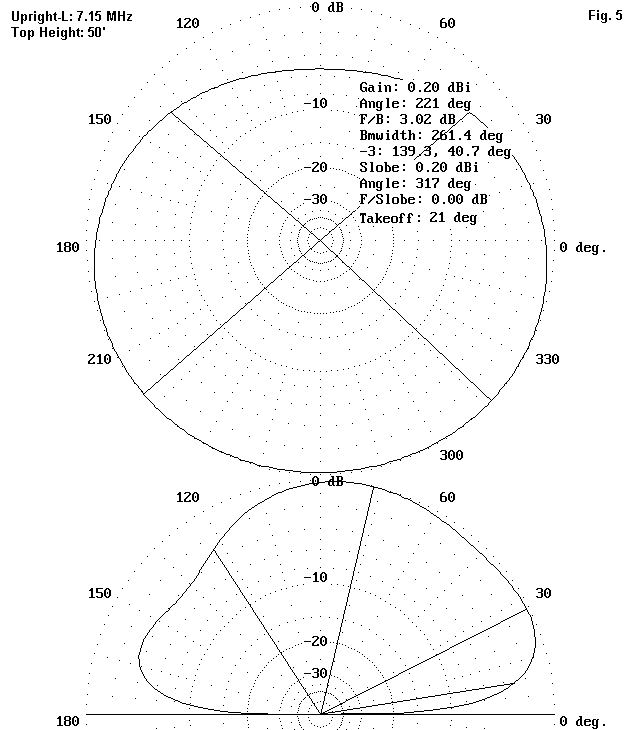 Upright-L: 7.15 MHz
Top Height: 50'
Fig. 5
0 dB
120
60
Gain: 0.20 dBi
Angle: 221 deg
-10
F/B: 3.02 dB
150
30
Bmwidth: 261.4 deg
-3: 139.3, 40.7 deg
-20
Slobe: 0.20 dBi
Angle: 317 deg
-30
F/Slobe: 0.00 dB
Takeoff: 21 deg
180
0 deg.
210
330
300
0 dB
120
60
-10
150
30
-20
-30
180
0 deg.